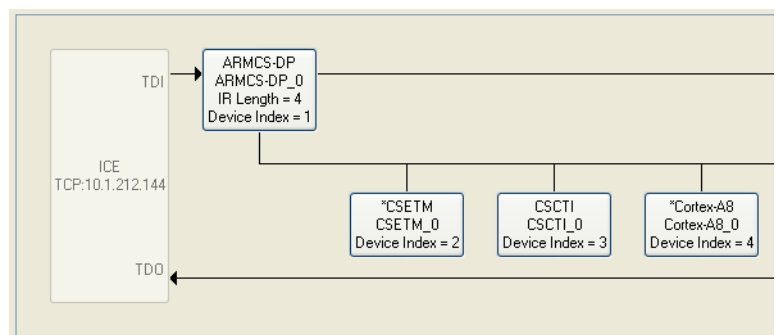 TDI
ICE
TCP:10.1.212.144
TDO
ARMCS-DP
ARMCS-DP_0
IR Length = 4
Device Index = 1
*CSETM
CSETM_0
Device Index = 2
CSCTI
CSCTI_0
Device Index = 3
*Cortex-A8
Cortex-A8_0
Device Index = 4